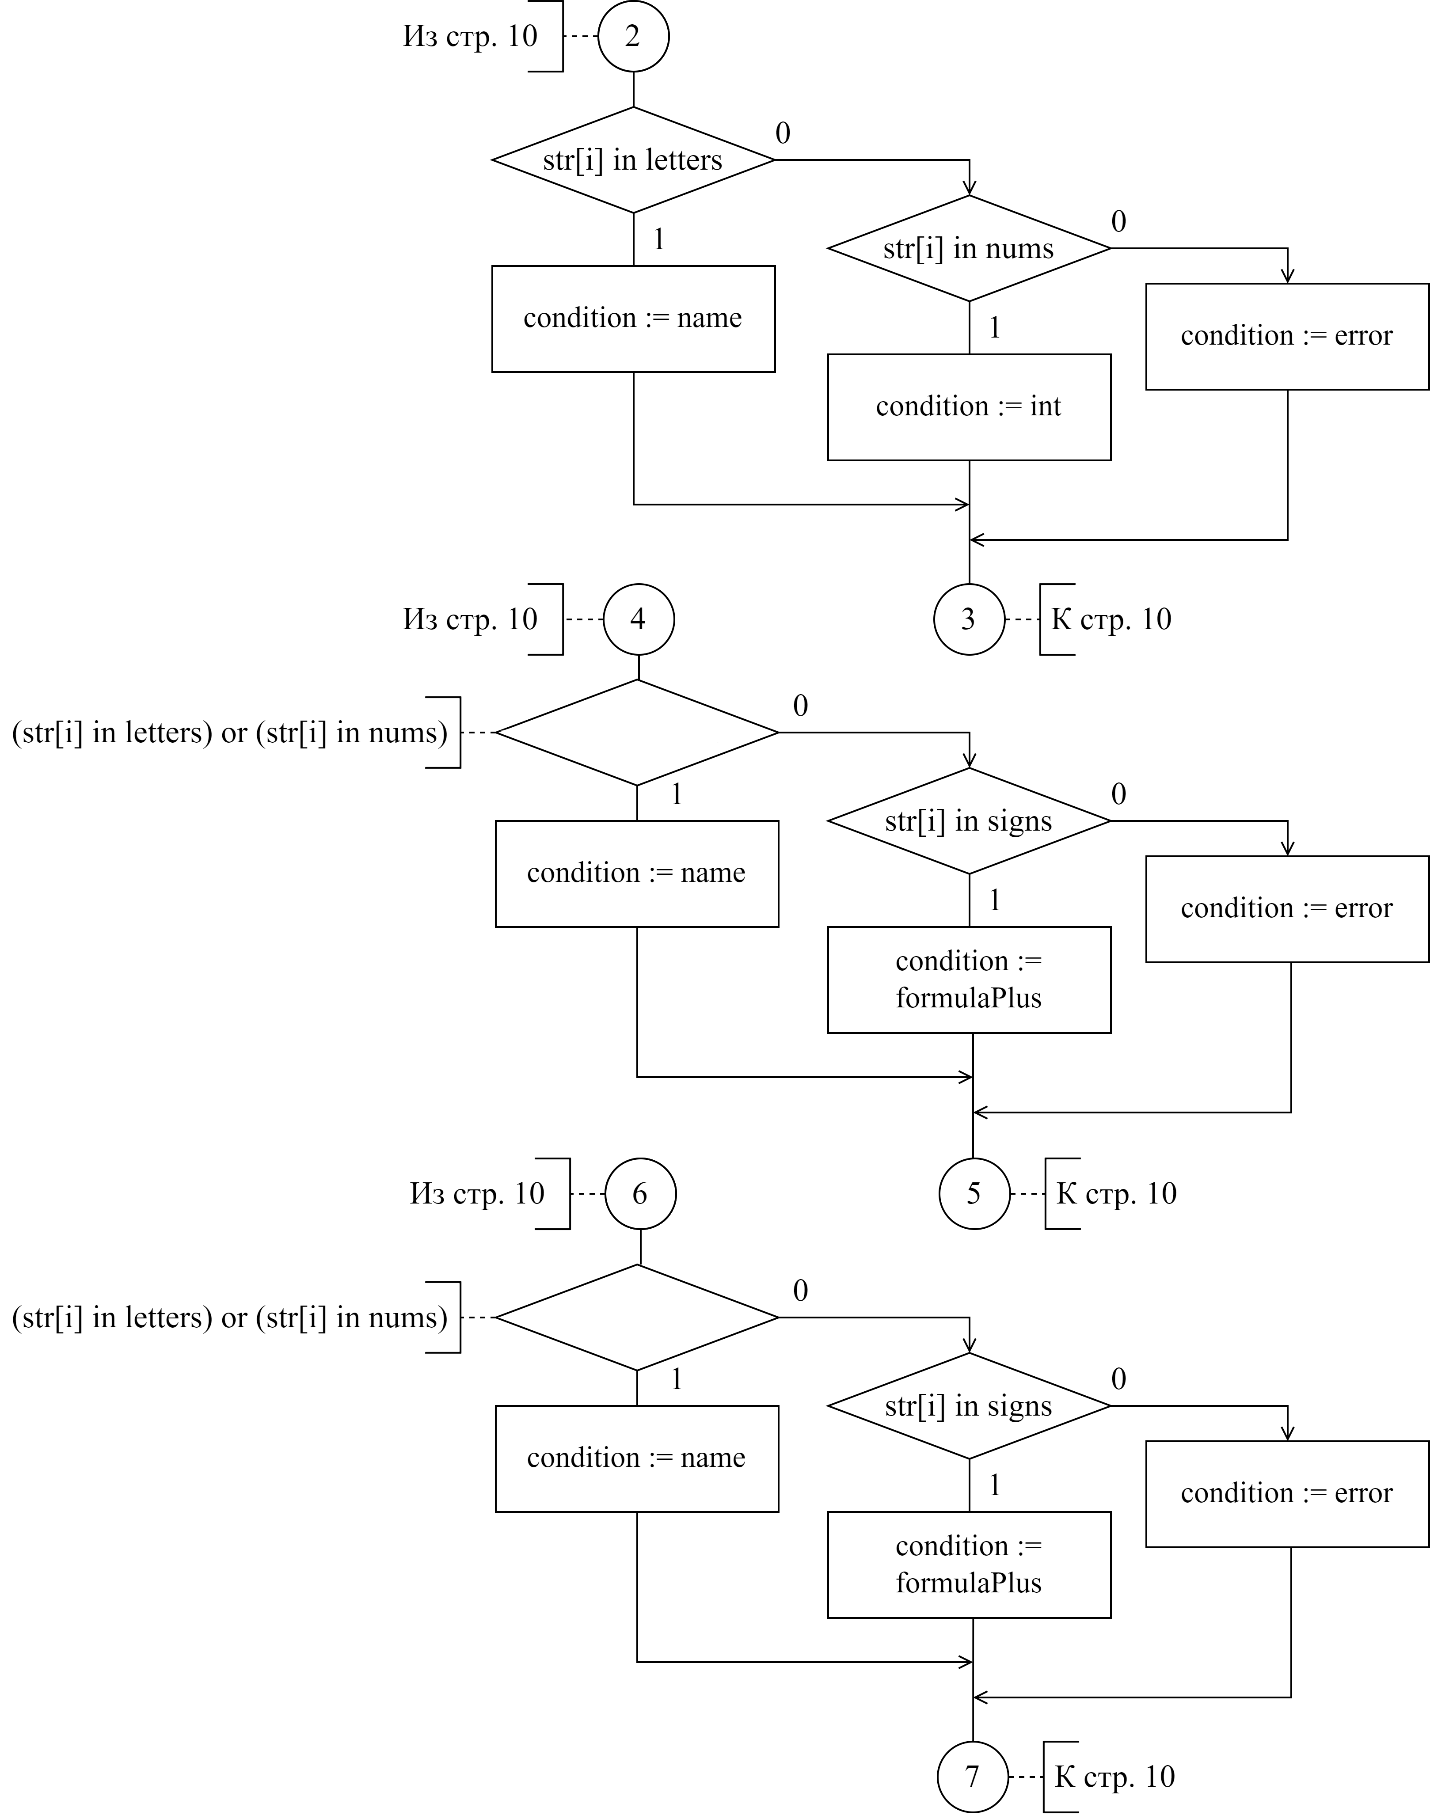 Из стр. 10
2
str[i] in letters
0
1
str[i] in nums
0
1
condition := name
condition := error
condition := int
Из стр. 10
4
3
К стр. 10
(str[i] in letters) or (str[i] in nums)
0
1
str[i] in signs
0
1
condition := name
condition := error
condition :=
formulaPlus
Из стр. 10
6
5
К стр. 10
(str[i] in letters) or (str[i] in nums)
0
1
str[i] in signs
0
1
condition := name
condition := error
condition :=
formulaPlus
7
К стр. 10